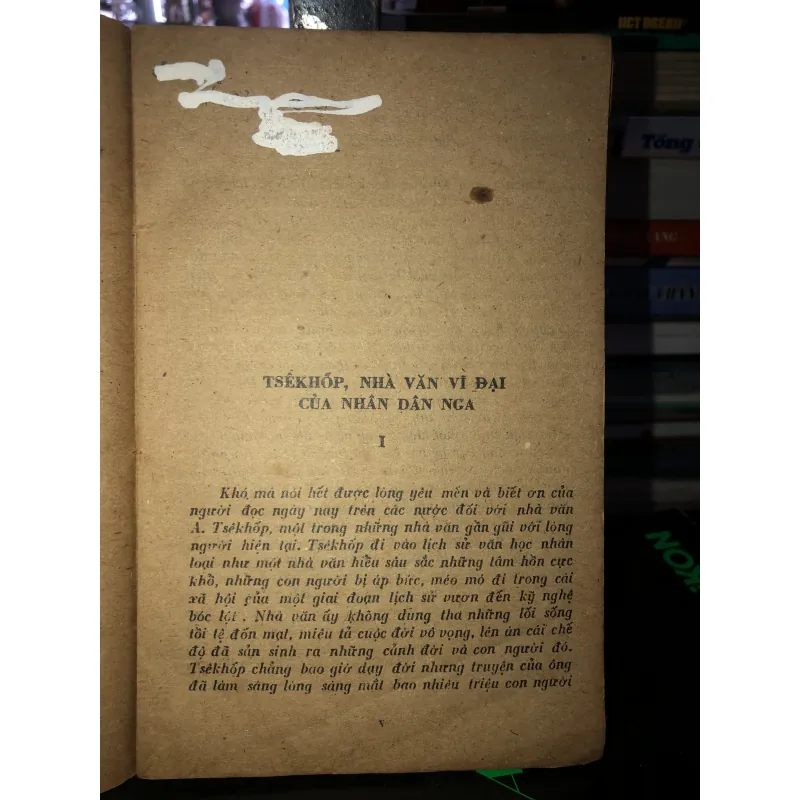 TSÊKHỐP, NHÀ VĂN VĨ ĐẠI
CỦA NHÂN DÂN NGA
I
Khó mà nói hết được lòng yêu mến và biết ơn của
người đọc ngày nay trên các nước đối với nhà văn
A. Tsêkhốp, một trong những nhà văn gần gũi với lòng
người hiện tại. Tsêkhốp đi vào lịch sử văn học nhân
loại như một nhà văn hiểu sâu sắc những tâm hồn cực
khổ, những con người bị áp bức, méo mó đi trong cái
xã hội của một giai đoạn lịch sử vươn đến kỹ nghệ
bóc lột. Nhà văn ấy không dung tha những lối sống
tồi tệ đốn mạt, miêu tả cuộc đời vô vọng, lên án cái chế
độ đã sản sinh ra những cảnh đời và con người đó.
Tsêkhốp chẳng bao giờ dạy đời nhưng truyện của ông
đã làm sáng lòng sáng mắt bao nhiêu triệu con người
V
NCT DREAM
Tổng
KON